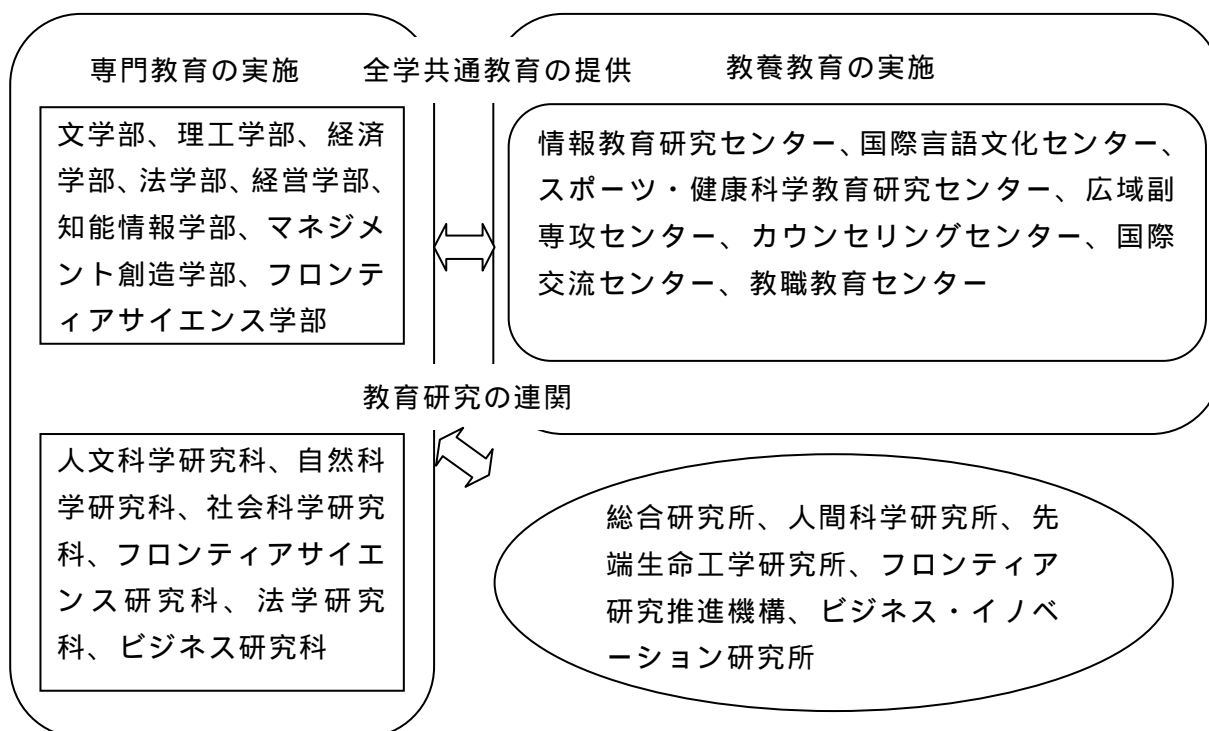 専門教育の実施
全学共通教育の提供
教養教育の実施
文学部、理工学部、経済
学部、法学部、経営学部、
知能情報学部、マネジメ
ント創造学部、フロンテ
ィアサイエンス学部
情報教育研究センター、国際言語文化センター、
スポーツ・健康科学教育研究センター、広域副
専攻センター、カウンセリングセンター、国際
交流センター、教職教育センター
教育研究の連関
人文科学研究科、自然科
学研究科、社会科学研究
科、フロンティアサイエ
ンス研究科、法学研究
科、ビジネス研究科
総合研究所、人間科学研究所、先
端生命工学研究所、フロンティア
研究推進機構、ビジネス・イノベ
ーション研究所